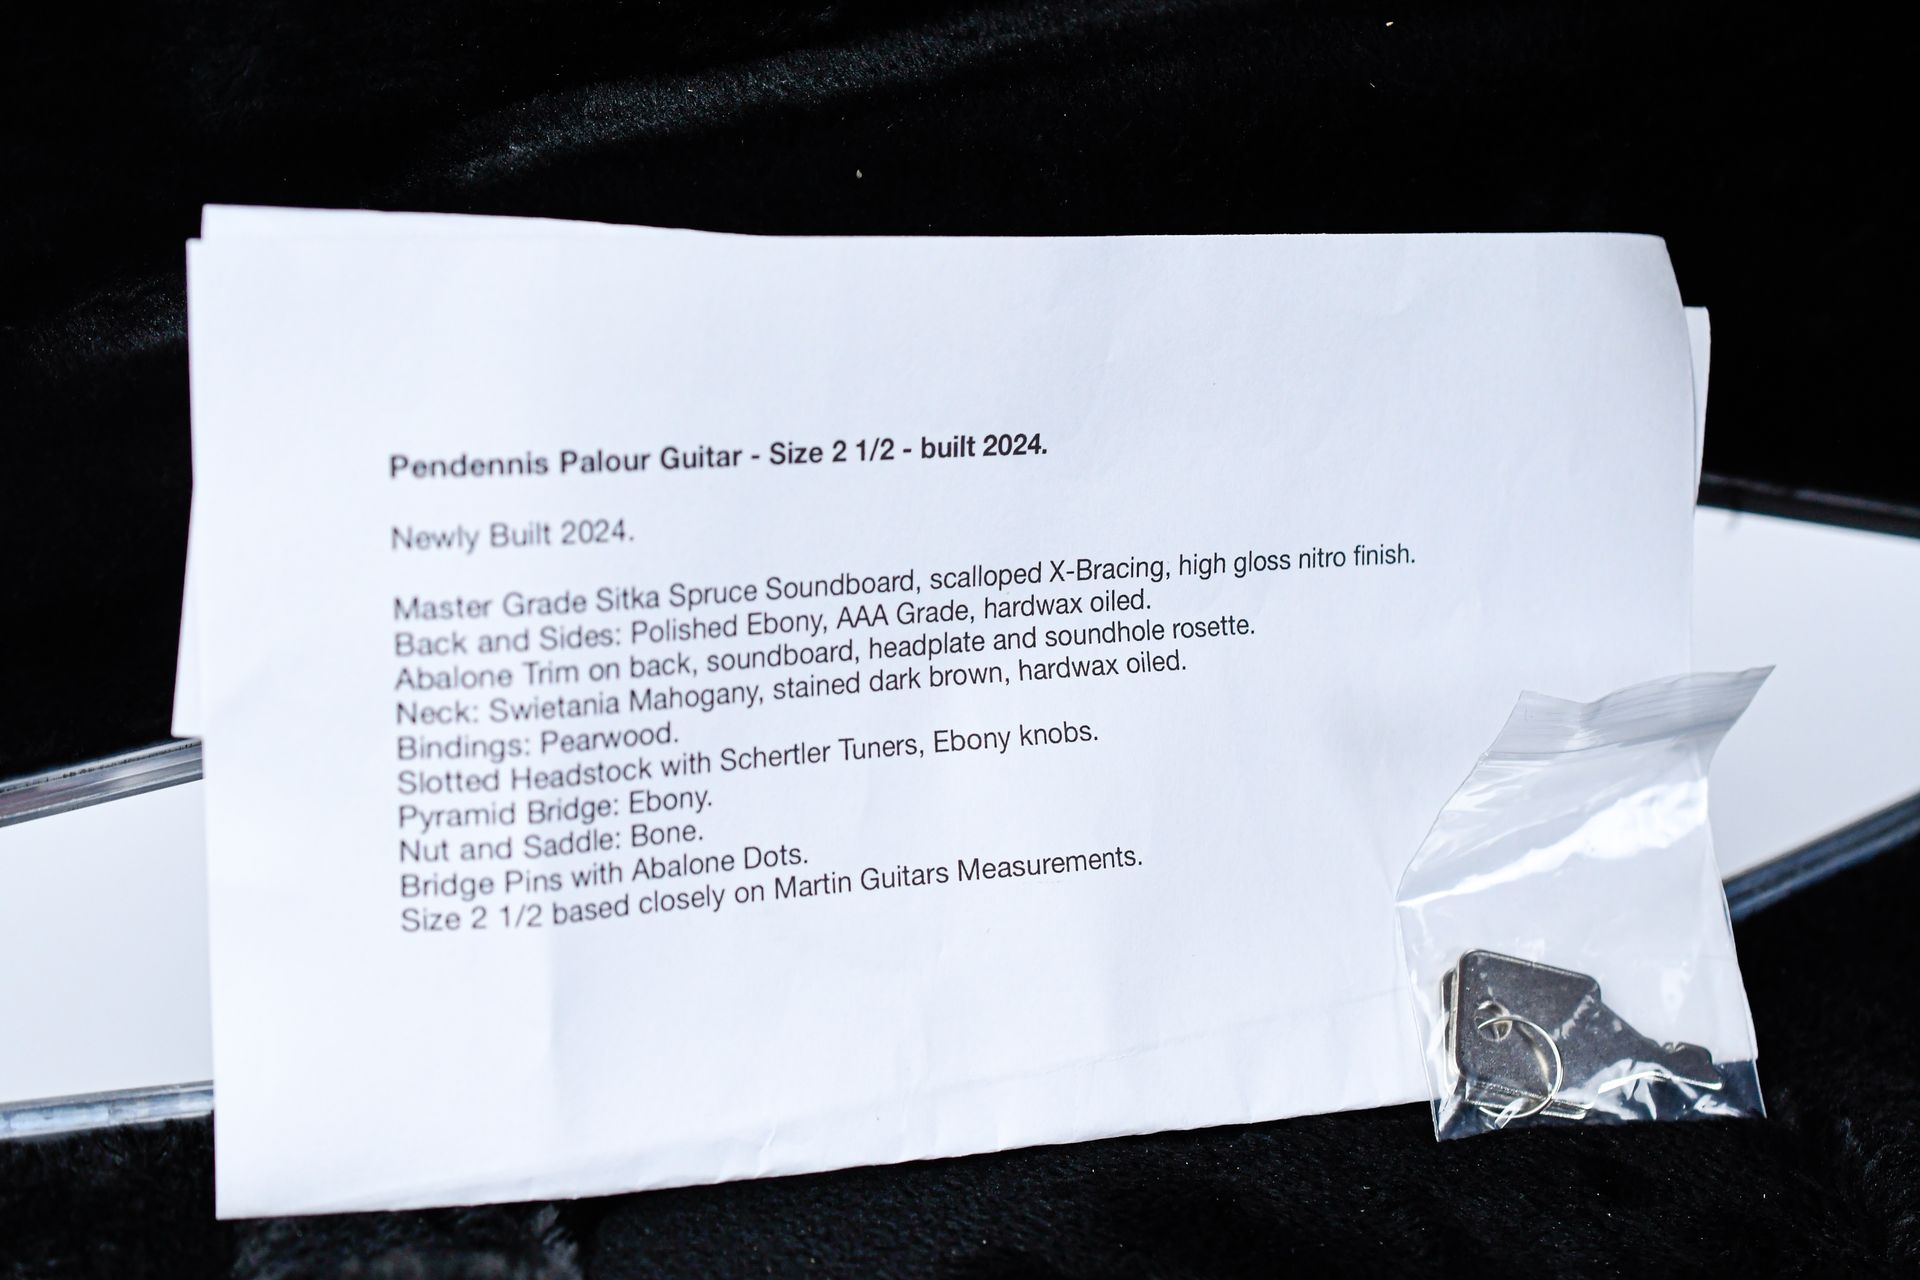 Pendennis Palour Guitar - Size 2 1/2 - built 2024.
Newly Built 2024.
Master Grade Sitka Spruce Soundboard, scalloped X-Bracing, high gloss nitro finish.
Back and Sides: Polished Ebony, AAA Grade, hardwax oiled.
Abalone Trim on back, soundboard, headplate and soundhole rosette.
Neck: Swietania Mahogany, stained dark brown, hardwax oiled.
Bindings: Pearwood.
Slotted Headstock with Schertler Tuners, Ebony knobs.
Pyramid Bridge: Ebony.
Nut and Saddle: Bone.
Bridge Pins with Abalone Dots.
Size 2 1/2 based closely on Martin Guitars Measurements.